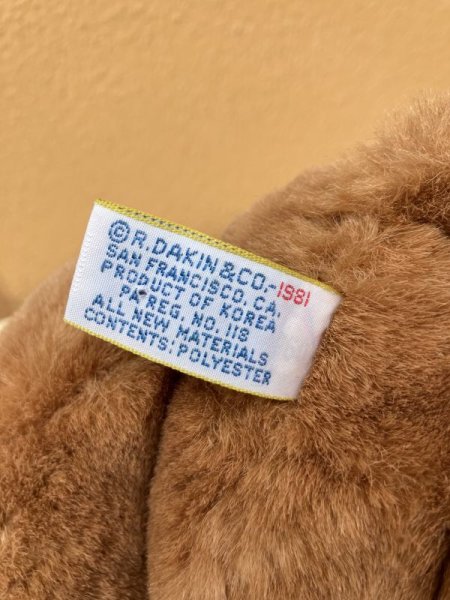 © R. DAKIN & CO.-1981
SAN FRANCISCO, CA.
PRODUCT OF KOREA
PA REG. NO. 118
ALL NEW MATERIALS
CONTENTS: POLYESTER